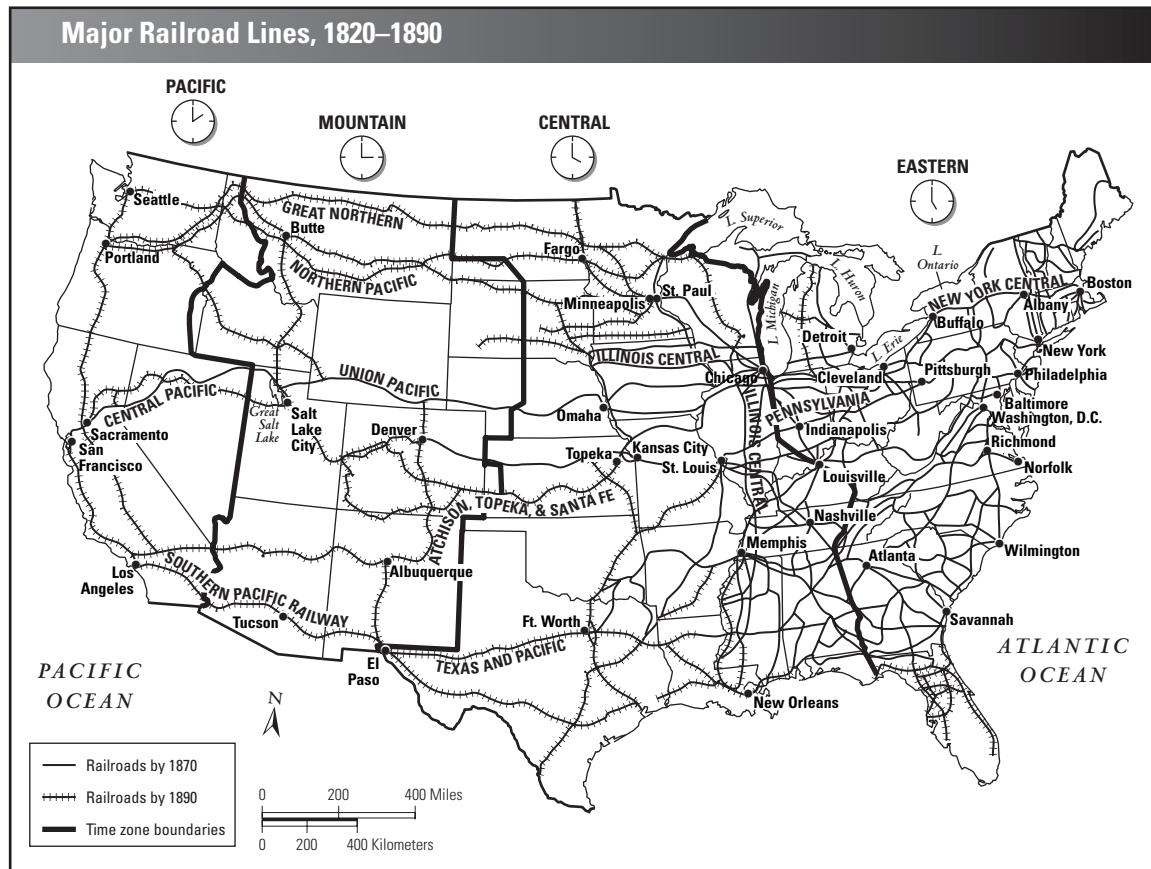 Major Railroad Lines, 1820–1890
PACIFIC
MOUNTAIN
CENTRAL
EASTERN
Seattle
Portland
Butte
GREAT NORTHERN
NORTHERN PACIFIC
Fargo
Minneapolis
St. Paul
L. Superior
L. Michigan
L. Huron
L.
Ontario
L. Erie
NEW YORK CENTRAL
Boston
Albany
Buffalo
Detroit
New York
ILLINOIS CENTRAL
Chicago
Cleveland
Pittsburgh
Philadelphia
UNION PACIFIC
CENTRAL PACIFIC
Great
Salt
Lake
Salt
Lake
City
Sacramento
San
Francisco
Denver
Omaha
PENNSYLVANIA
Indianapolis
Baltimore
Washington, D.C.
Richmond
Norfolk
Topeka
Kansas City
St. Louis
ILLINOIS CENTRAL
Louisville
ATCHISON, TOPEKA, & SANTA FE
Nashville
Memphis
Atlanta
Wilmington
Los
Angeles
SOUTHERN PACIFIC RAILWAY
Albuquerque
Tucson
Ft. Worth
TEXAS AND PACIFIC
El
Paso
Savannah
New Orleans
PACIFIC
OCEAN
ATLANTIC
OCEAN
N
Railroads by 1870
Railroads by 1890
Time zone boundaries
0 200 400 Miles
0 200 400 Kilometers